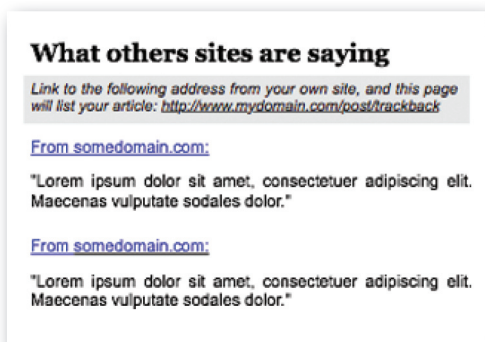 What others sites are saying
Link to the following address from your own site, and this page
will list your article: http://www.mydomain.com/post/trackback
From somedomain.com:
"Lorem ipsum dolor sit amet, consectetuer adipiscing elit.
Maecenas vulputate sodales dolor."
From somedomain.com:
"Lorem ipsum dolor sit amet, consectetuer adipiscing elit.
Maecenas vulputate sodales dolor."